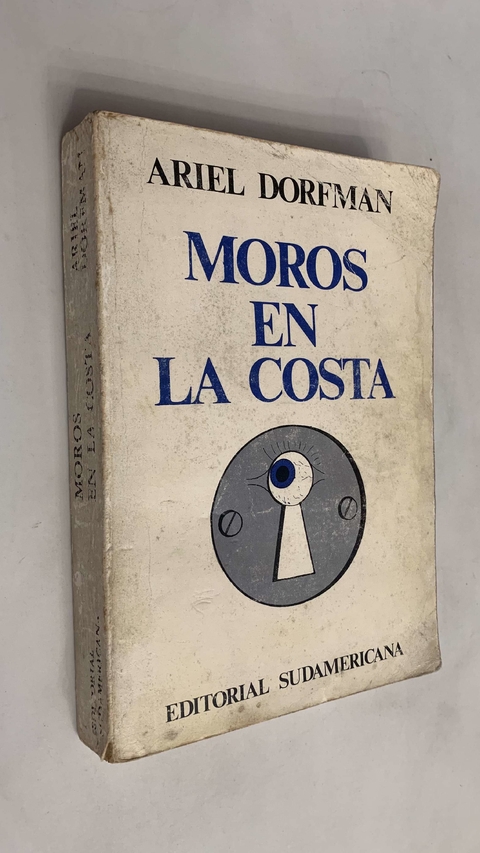 ARIEL DORFMAN
MOROS
EN
LA COSTA
EDITORIAL SUDAMERICANA
ARIEL
DORFMAN
MOROS
EN LA COSTA